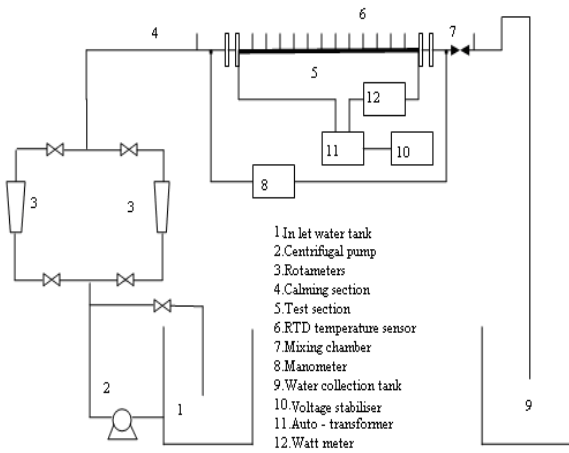 4
6
7
5
12
11
10
3
3
8
1 In let water tank
2.Centrifugal pump
3.Rotameters
4.Calming section
5.Test section
6.RTD temperature sensor
7.Mixing chamber
8.Manometer
9.Water collection tank
10.Voltage stabiliser
11.Auto - transformer
12.Watt meter
2
1
9